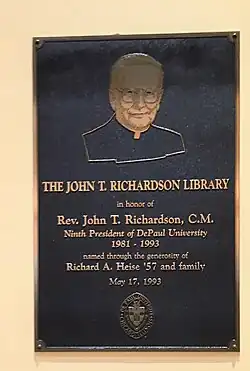 THE JOHN T. RICHARDSON LIBRARY
in honor of
Rev. John T. Richardson, C.M.
Ninth President of DePaul University
1981 - 1993
named through the generosity of
Richard A. Heise '57 and family
May 17, 1993